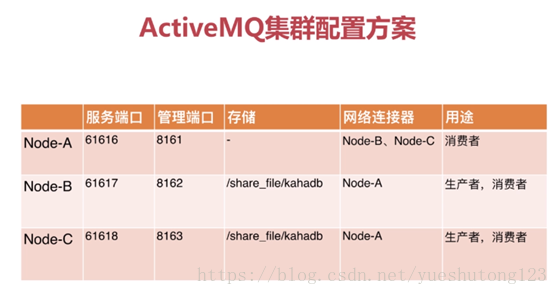 ActiveMQ集群配置方案
服务端口 管理端口 存储 网络连接器 用途
Node-A 61616 8161 - Node-B、Node-C 消费者
Node-B 61617 8162 /share_file/kahadb Node-A 生产者，消费者
Node-C 61618 8163 /share_file/kahadb Node-A 生产者，消费者
https://blog.csdn.net/yueshutong123